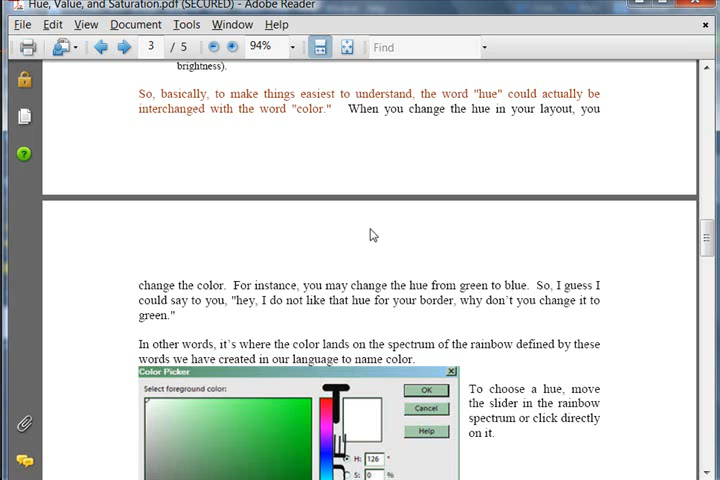 Hue, Value, and Saturation.pdf (SECURED) - Adobe Reader
File Edit View Document Tools Window Help
3 / 5 94% Find
brightness).
So, basically, to make things easiest to understand, the word "hue" could actually be
interchanged with the word "color." When you change the hue in your layout, you
change the color. For instance, you may change the hue from green to blue. So, I guess I
could say to you, "hey, I do not like that hue for your border, why don't you change it to
green."
In other words, it's where the color lands on the spectrum of the rainbow defined by these
words we have created in our language to name color.
Color Picker
Select foreground color:
OK
Cancel
Help
H: 126 °
S: 0 %
To choose a hue, move
the slider in the rainbow
spectrum or click directly
on it.